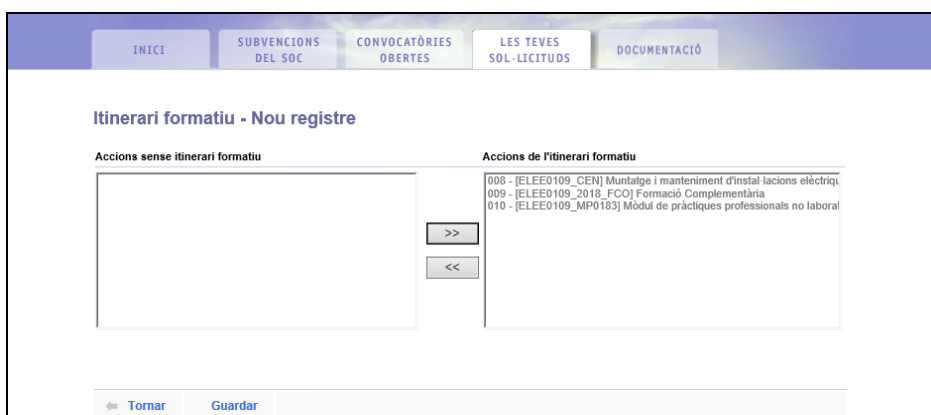 INICI
SUBVENCIONS
DEL SOC
CONVOCATÒRIES
OBERTES
LES TEVES
SOL·LICITUDS
DOCUMENTACIÓ
Itinerari formatiu - Nou registre
Accions sense itinerari formatiu
Accions de l'itinerari formatiu
008 - [ELEE0109_CEN] Muntatge i manteniment d'instal·lacions elèctriqu
009 - [ELEE0109_2018_FCO] Formació Complementària
010 - [ELEE0109_MP0183] Mòdul de pràctiques professionals no laboral
>>
<<
Tornar Guardar